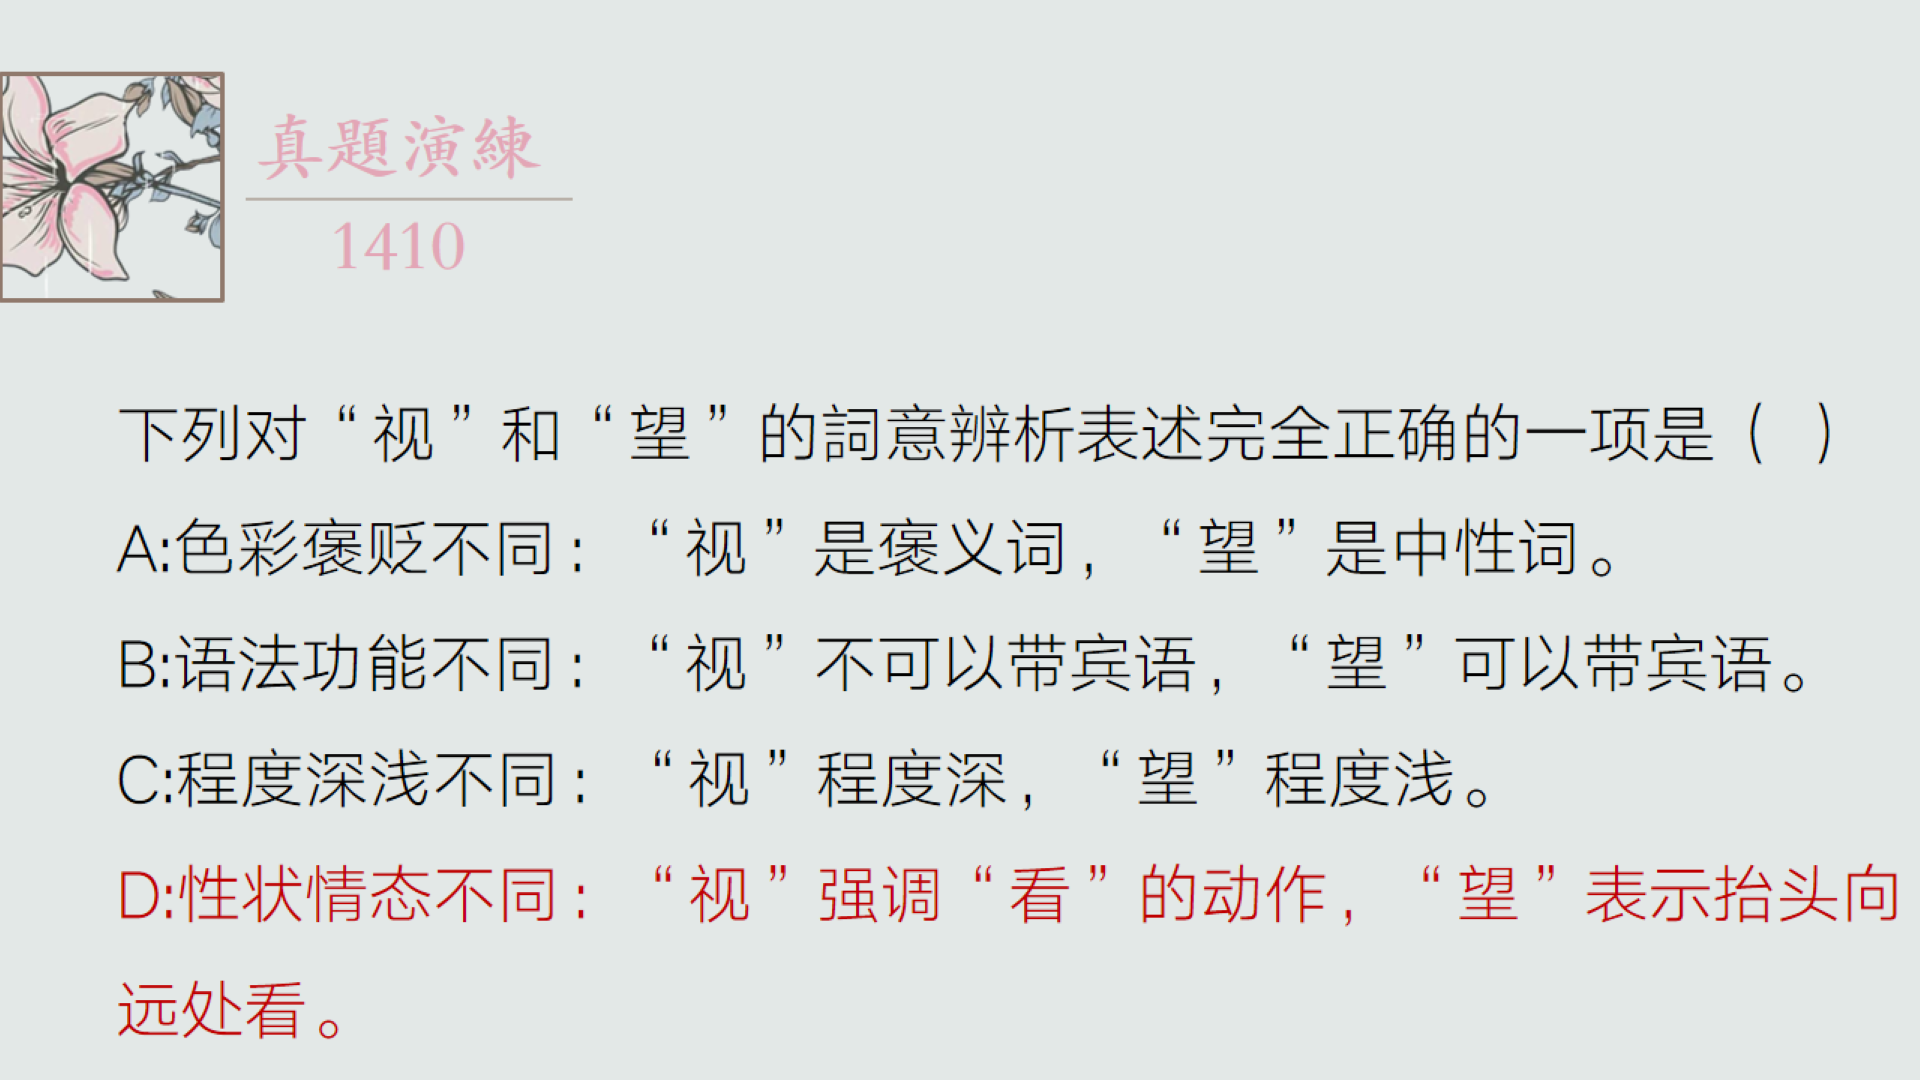 真題演練
1410
下列对“视”和“望”的詞意辨析表述完全正确的一项是（ ）
A:色彩褒贬不同：“视”是褒义词，“望”是中性词。
B:语法功能不同：“视”不可以带宾语，“望”可以带宾语。
C:程度深浅不同：“视”程度深，“望”程度浅。
D:性状情态不同：“视”强调“看”的动作，“望”表示抬头向
远处看。